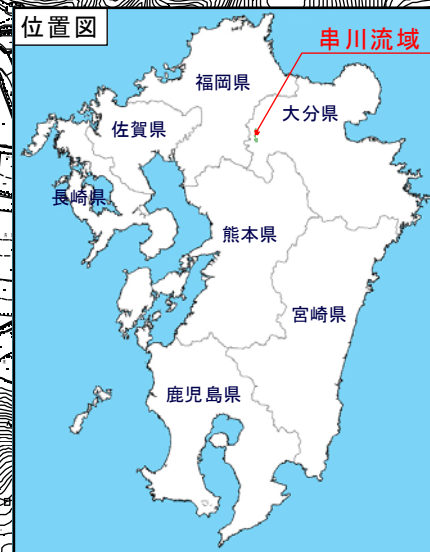 位置図
串川流域
福岡県
大分県
佐賀県
長崎県
熊本県
宮崎県
鹿児島県